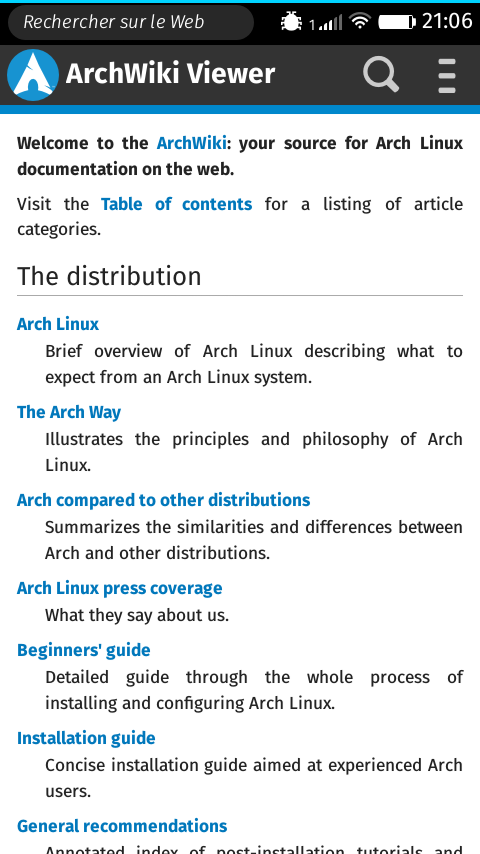 Rechercher sur le Web 1 21:06
ArchWiki Viewer
Welcome to the ArchWiki: your source for Arch Linux
documentation on the web.
Visit the Table of contents for a listing of article
categories.
The distribution
Arch Linux
Brief overview of Arch Linux describing what to
expect from an Arch Linux system.
The Arch Way
Illustrates the principles and philosophy of Arch
Linux.
Arch compared to other distributions
Summarizes the similarities and differences between
Arch and other distributions.
Arch Linux press coverage
What they say about us.
Beginners' guide
Detailed guide through the whole process of
installing and configuring Arch Linux.
Installation guide
Concise installation guide aimed at experienced Arch
users.
General recommendations
Annotated index of post-installation tutorials and